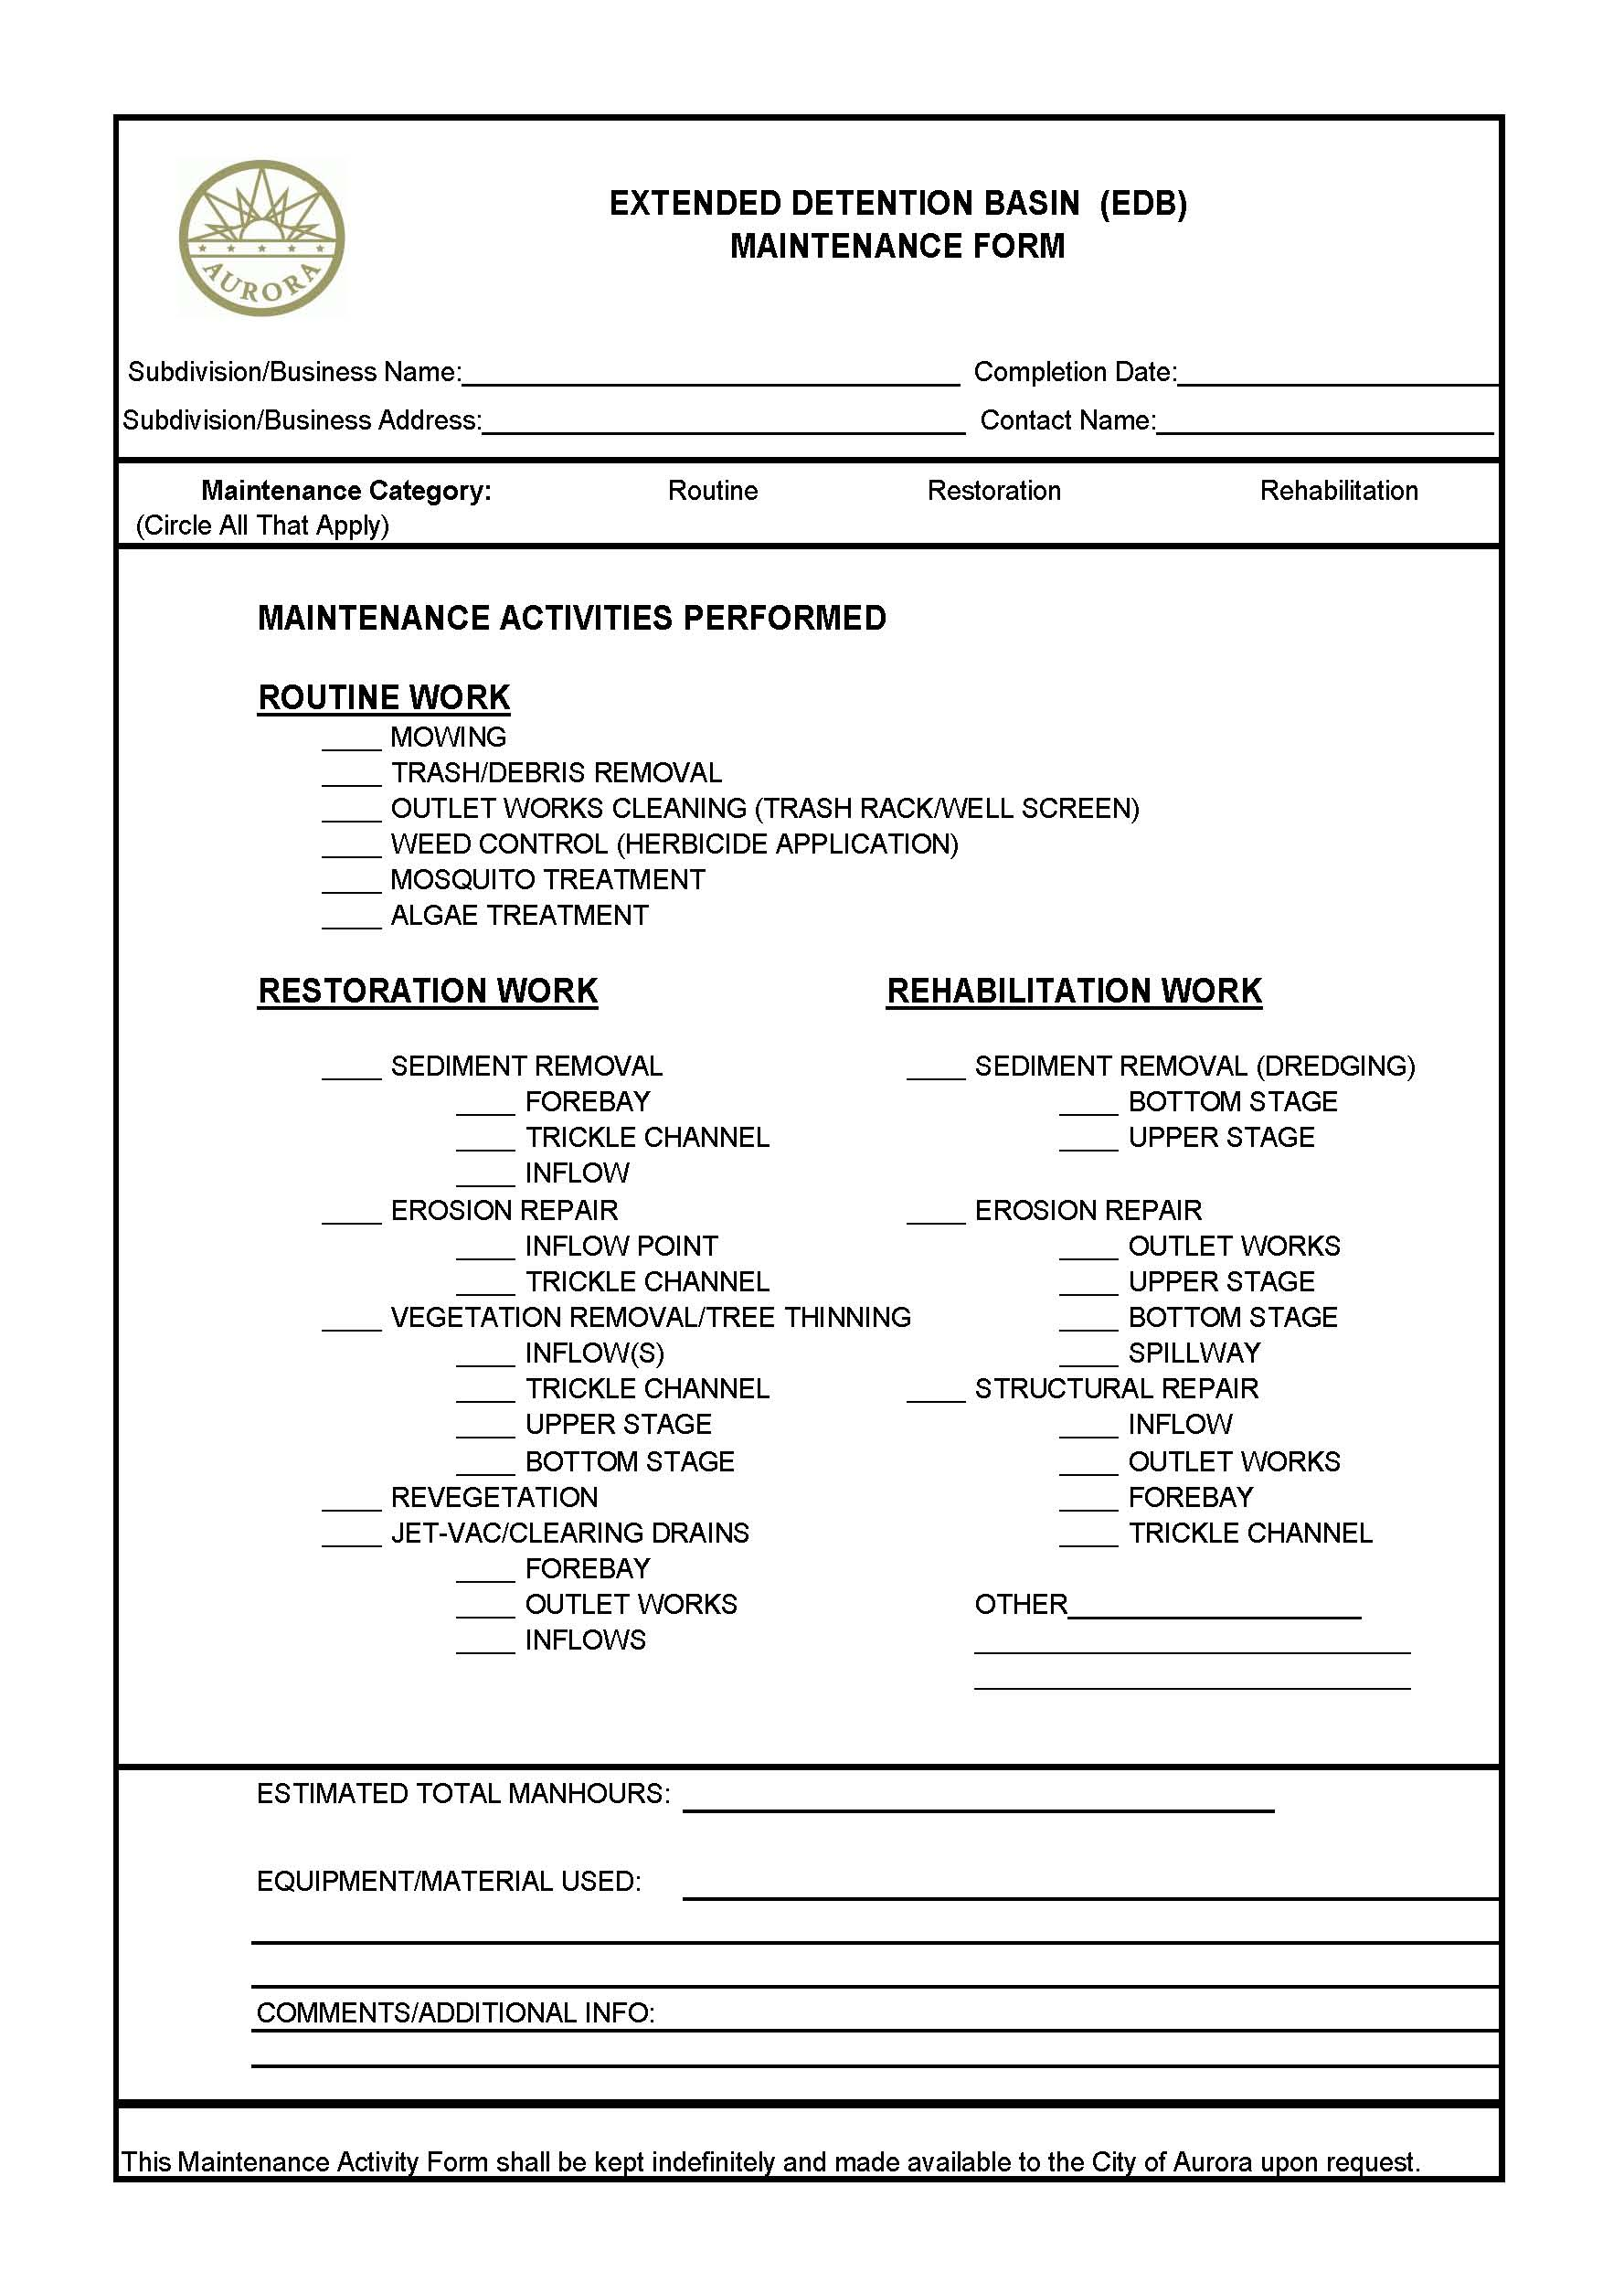 AURORA
EXTENDED DETENTION BASIN (EDB)
MAINTENANCE FORM
Subdivision/Business Name: Completion Date:
Subdivision/Business Address: Contact Name:
Maintenance Category: Routine Restoration Rehabilitation
(Circle All That Apply)
MAINTENANCE ACTIVITIES PERFORMED
ROUTINE WORK
MOWING
TRASH/DEBRIS REMOVAL
OUTLET WORKS CLEANING (TRASH RACK/WELL SCREEN)
WEED CONTROL (HERBICIDE APPLICATION)
MOSQUITO TREATMENT
ALGAE TREATMENT
RESTORATION WORK
SEDIMENT REMOVAL
FOREBAY
TRICKLE CHANNEL
INFLOW
EROSION REPAIR
INFLOW POINT
TRICKLE CHANNEL
VEGETATION REMOVAL/TREE THINNING
INFLOW(S)
TRICKLE CHANNEL
UPPER STAGE
BOTTOM STAGE
REVEGETATION
JET-VAC/CLEARING DRAINS
FOREBAY
OUTLET WORKS
INFLOWS
REHABILITATION WORK
SEDIMENT REMOVAL (DREDGING)
BOTTOM STAGE
UPPER STAGE
EROSION REPAIR
OUTLET WORKS
UPPER STAGE
BOTTOM STAGE
SPILLWAY
STRUCTURAL REPAIR
INFLOW
OUTLET WORKS
FOREBAY
TRICKLE CHANNEL
OTHER
ESTIMATED TOTAL MANHOURS:
EQUIPMENT/MATERIAL USED:
COMMENTS/ADDITIONAL INFO:
This Maintenance Activity Form shall be kept indefinitely and made available to the City of Aurora upon request.